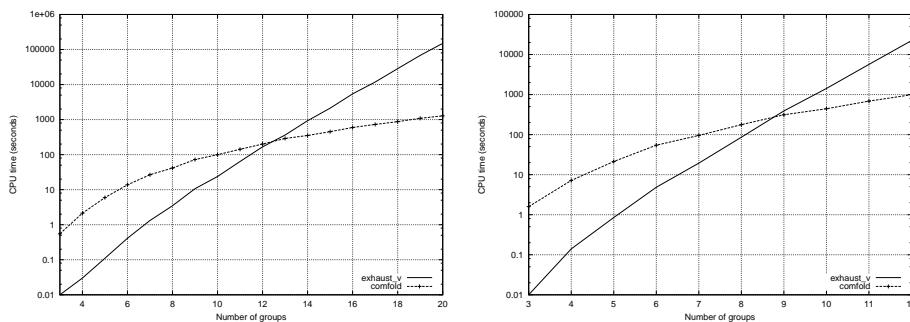 1e+06
100000
10000
1000
100
10
1
0.1
0.01
CPU time (seconds)
4 6 8 10 12 14 16 18 20
Number of groups
exhaust_v
comfold
100000
10000
1000
100
10
1
0.1
0.01
CPU time (seconds)
3 4 5 6 7 8 9 10 11
Number of groups
exhaust_v
comfold